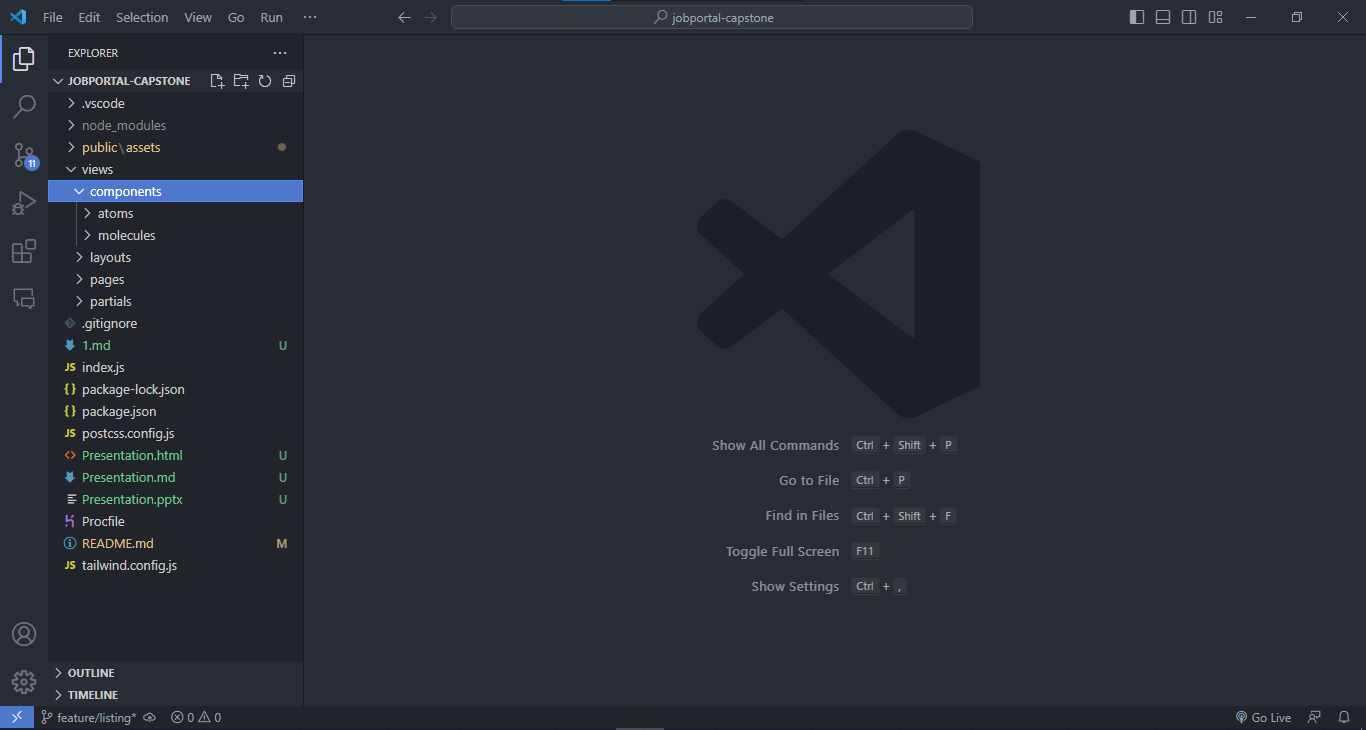 File Edit Selection View Go Run ···
jobportal-capstone
EXPLORER ···
JOBPORTAL-CAPSTONE
.vscode
node_modules
public\assets
views
components
atoms
molecules
layouts
pages
partials
.gitignore
1.md U
JS index.js
{} package-lock.json
{} package.json
JS postcss.config.js
<> Presentation.html U
Presentation.md U
Presentation.pptx U
Procfile
README.md M
JS tailwind.config.js
11
Show All Commands Ctrl + Shift + P
Go to File Ctrl + P
Find in Files Ctrl + Shift + F
Toggle Full Screen F11
Show Settings Ctrl + ,
OUTLINE
TIMELINE
feature/listing* 0 0 Go Live